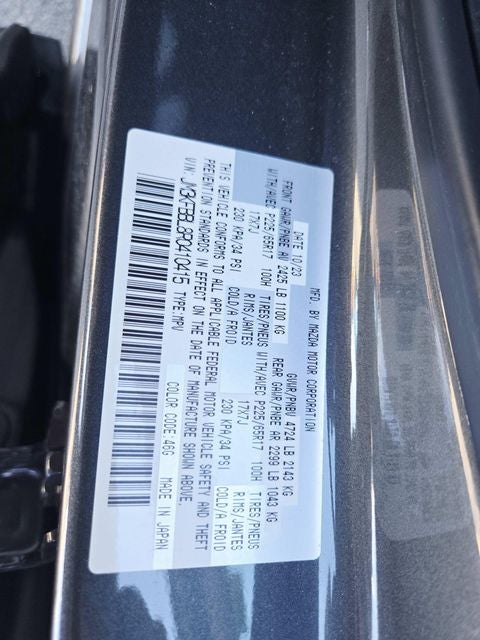 MFD. BY MAZDA MOTOR CORPORATION
DATE 10/23 GVWR/PNBV 4724 LB 2143 KG
FRONT GAWR/PNBE AV 2425 LB 1100 KG REAR GAWR/PNBE AR 2299 LB 1043 KG
WITH/AVEC P225/65R17 100H TIRES/PNEUS WITH/AVEC P225/65R17 100H TIRES/PNEUS
17X7J RIMS/JANTES 17X7J RIMS/JANTES
230 KPA/34 PSI COLD/A FROID 230 KPA/34 PSI COLD/A FROID
THIS VEHICLE CONFORMS TO ALL APPLICABLE FEDERAL MOTOR VEHICLE SAFETY AND THEFT
PREVENTION STANDARDS IN EFFECT ON THE DATE OF MANUFACTURE SHOWN ABOVE.
VIN: JM3KFBBL8R0410415 TYPE:MPV COLOR CODE:46G MADE IN JAPAN